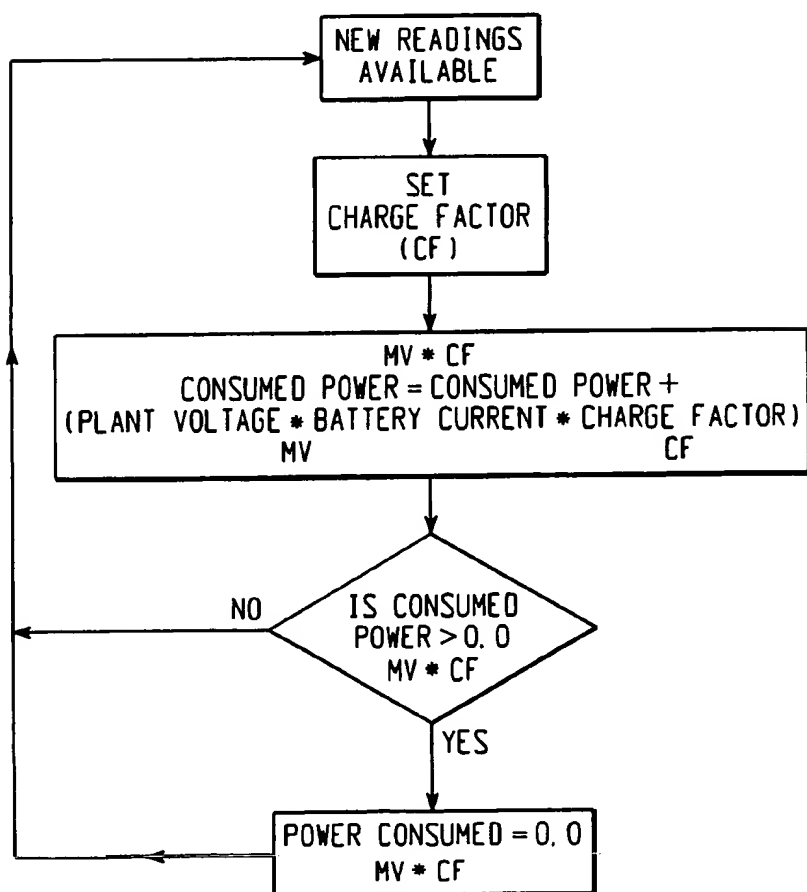 NEW READINGS
AVAILABLE
SET
CHARGE FACTOR
(CF)
MV * CF
CONSUMED POWER = CONSUMED POWER +
(PLANT VOLTAGE * BATTERY CURRENT * CHARGE FACTOR)
MV CF
IS CONSUMED
POWER > 0.0
MV * CF
NO
YES
POWER CONSUMED = 0.0
MV * CF